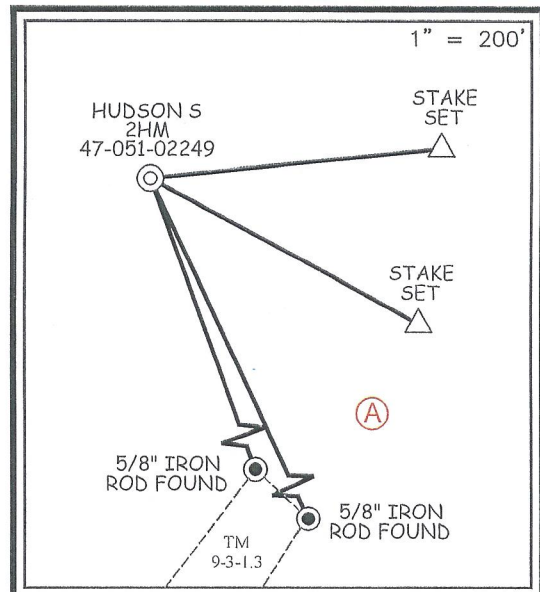 1" = 200'
HUDSON S
2HM
47-051-02249
STAKE
SET
STAKE
SET
A
5/8" IRON
ROD FOUND
5/8" IRON
ROD FOUND
TM
9-3-1.3